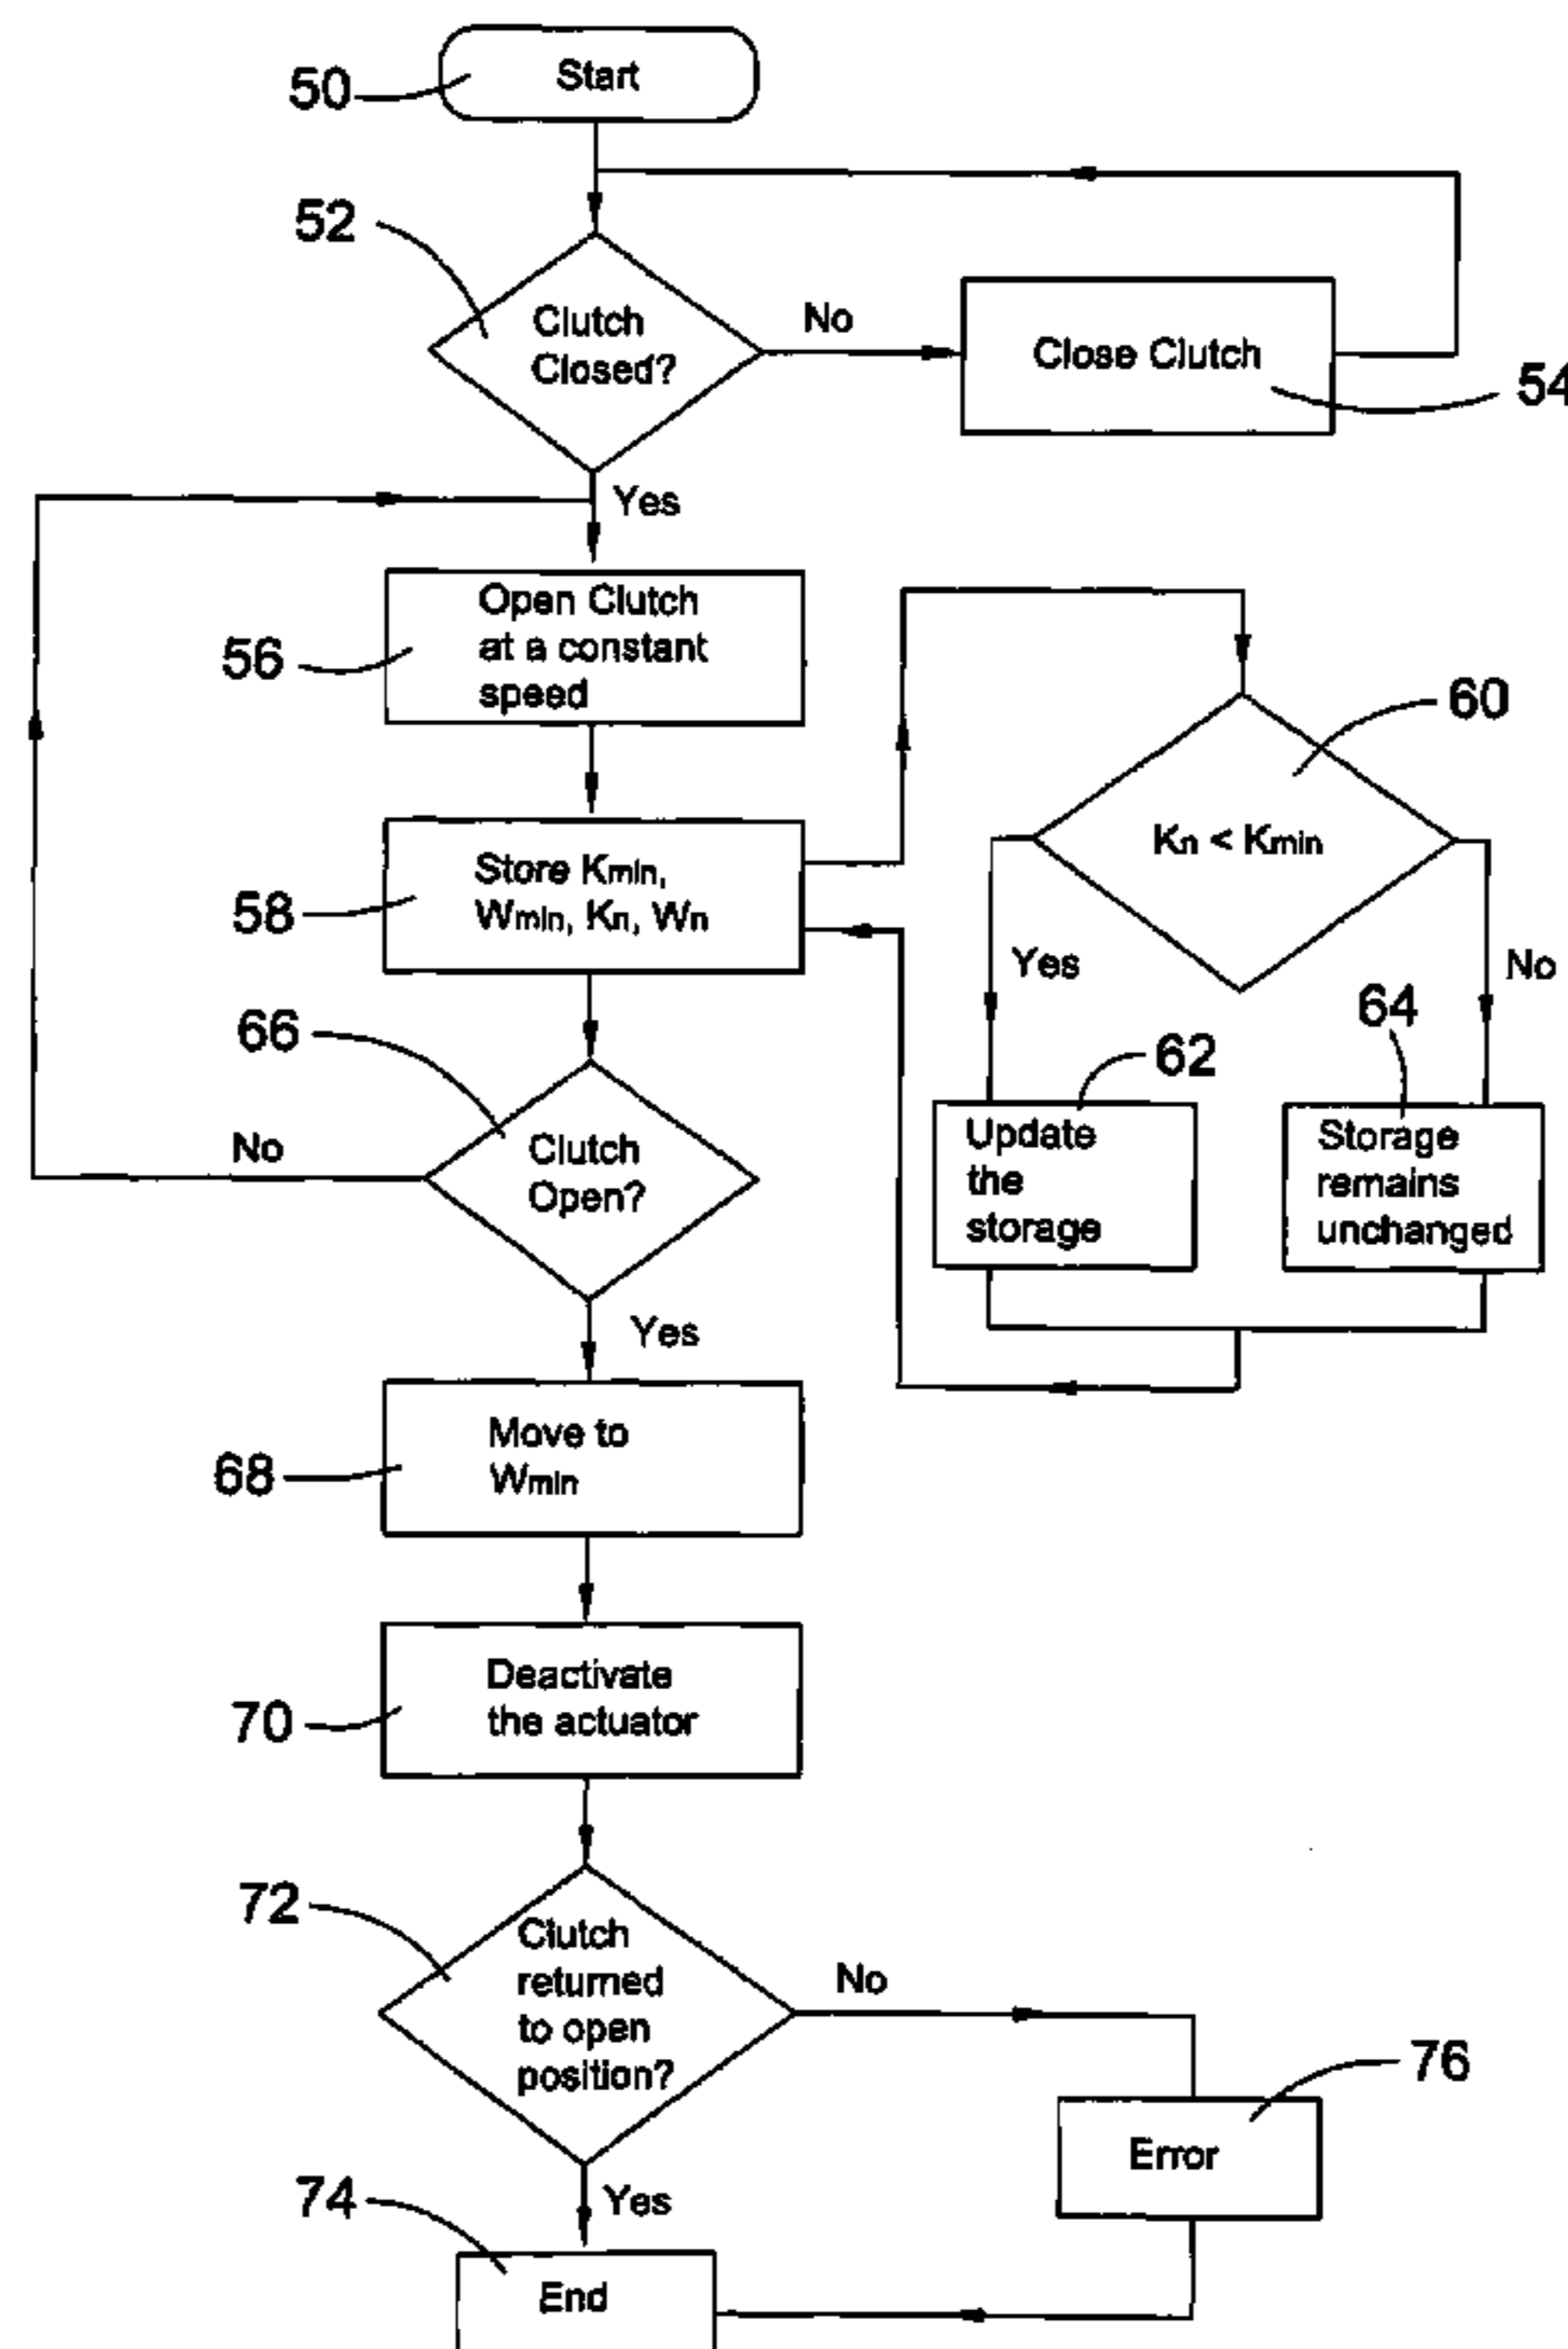 50
Start
52
Clutch
Closed?
No
Close Clutch
54
Yes
Open Clutch
at a constant
speed
56
60
Kn < Kmin
Store Kmin,
Wmin, Kn, Wn
58
Yes
No
66
64
62
Clutch
Open?
No
Update
the
storage
Storage
remains
unchanged
Yes
Move to
Wmin
68
Deactivate
the actuator
70
72
Clutch
returned
to open
position?
No
76
Error
74
Yes
End